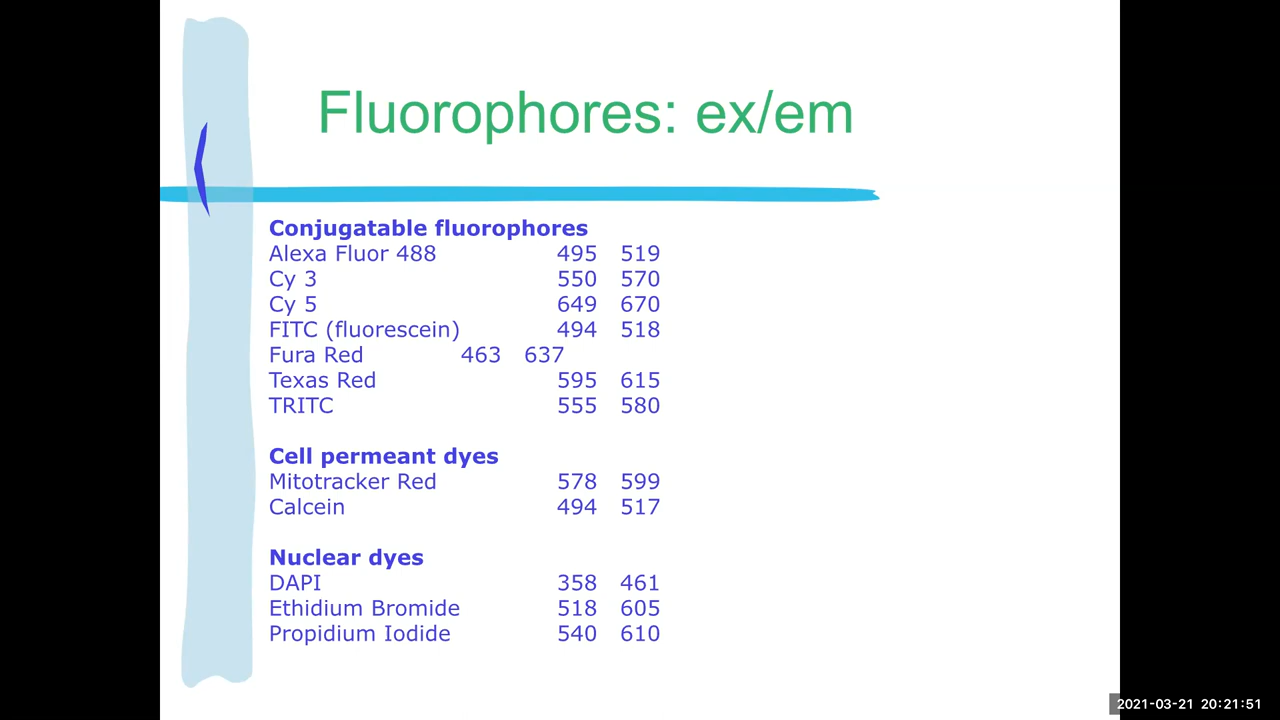 Fluorophores: ex/em
Conjugatable fluorophores
Alexa Fluor 488 495 519
Cy 3 550 570
Cy 5 649 670
FITC (fluorescein) 494 518
Fura Red 463 637
Texas Red 595 615
TRITC 555 580
Cell permeant dyes
Mitotracker Red 578 599
Calcein 494 517
Nuclear dyes
DAPI 358 461
Ethidium Bromide 518 605
Propidium Iodide 540 610
2021-03-21 20:21:51